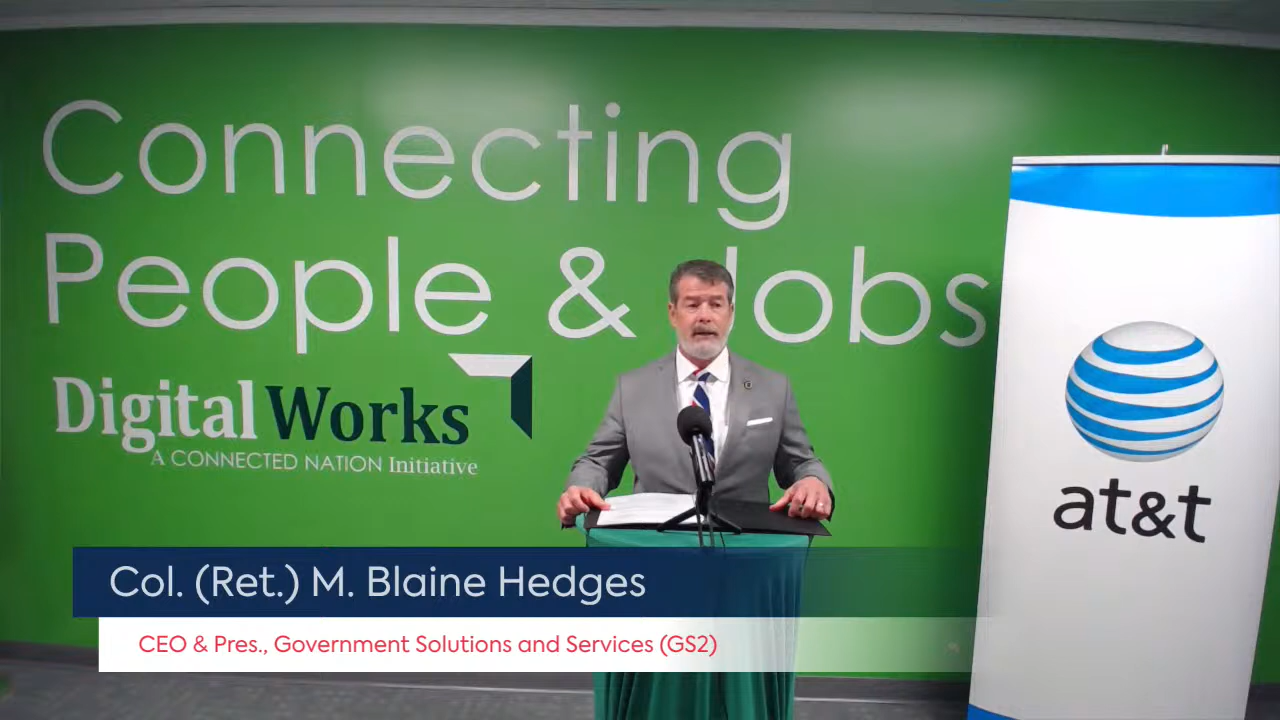 Connecting
People & Jobs
Digital Works
A CONNECTED NATION Initiative
at&t
Col. (Ret.) M. Blaine Hedges
CEO & Pres., Government Solutions and Services (GS2)